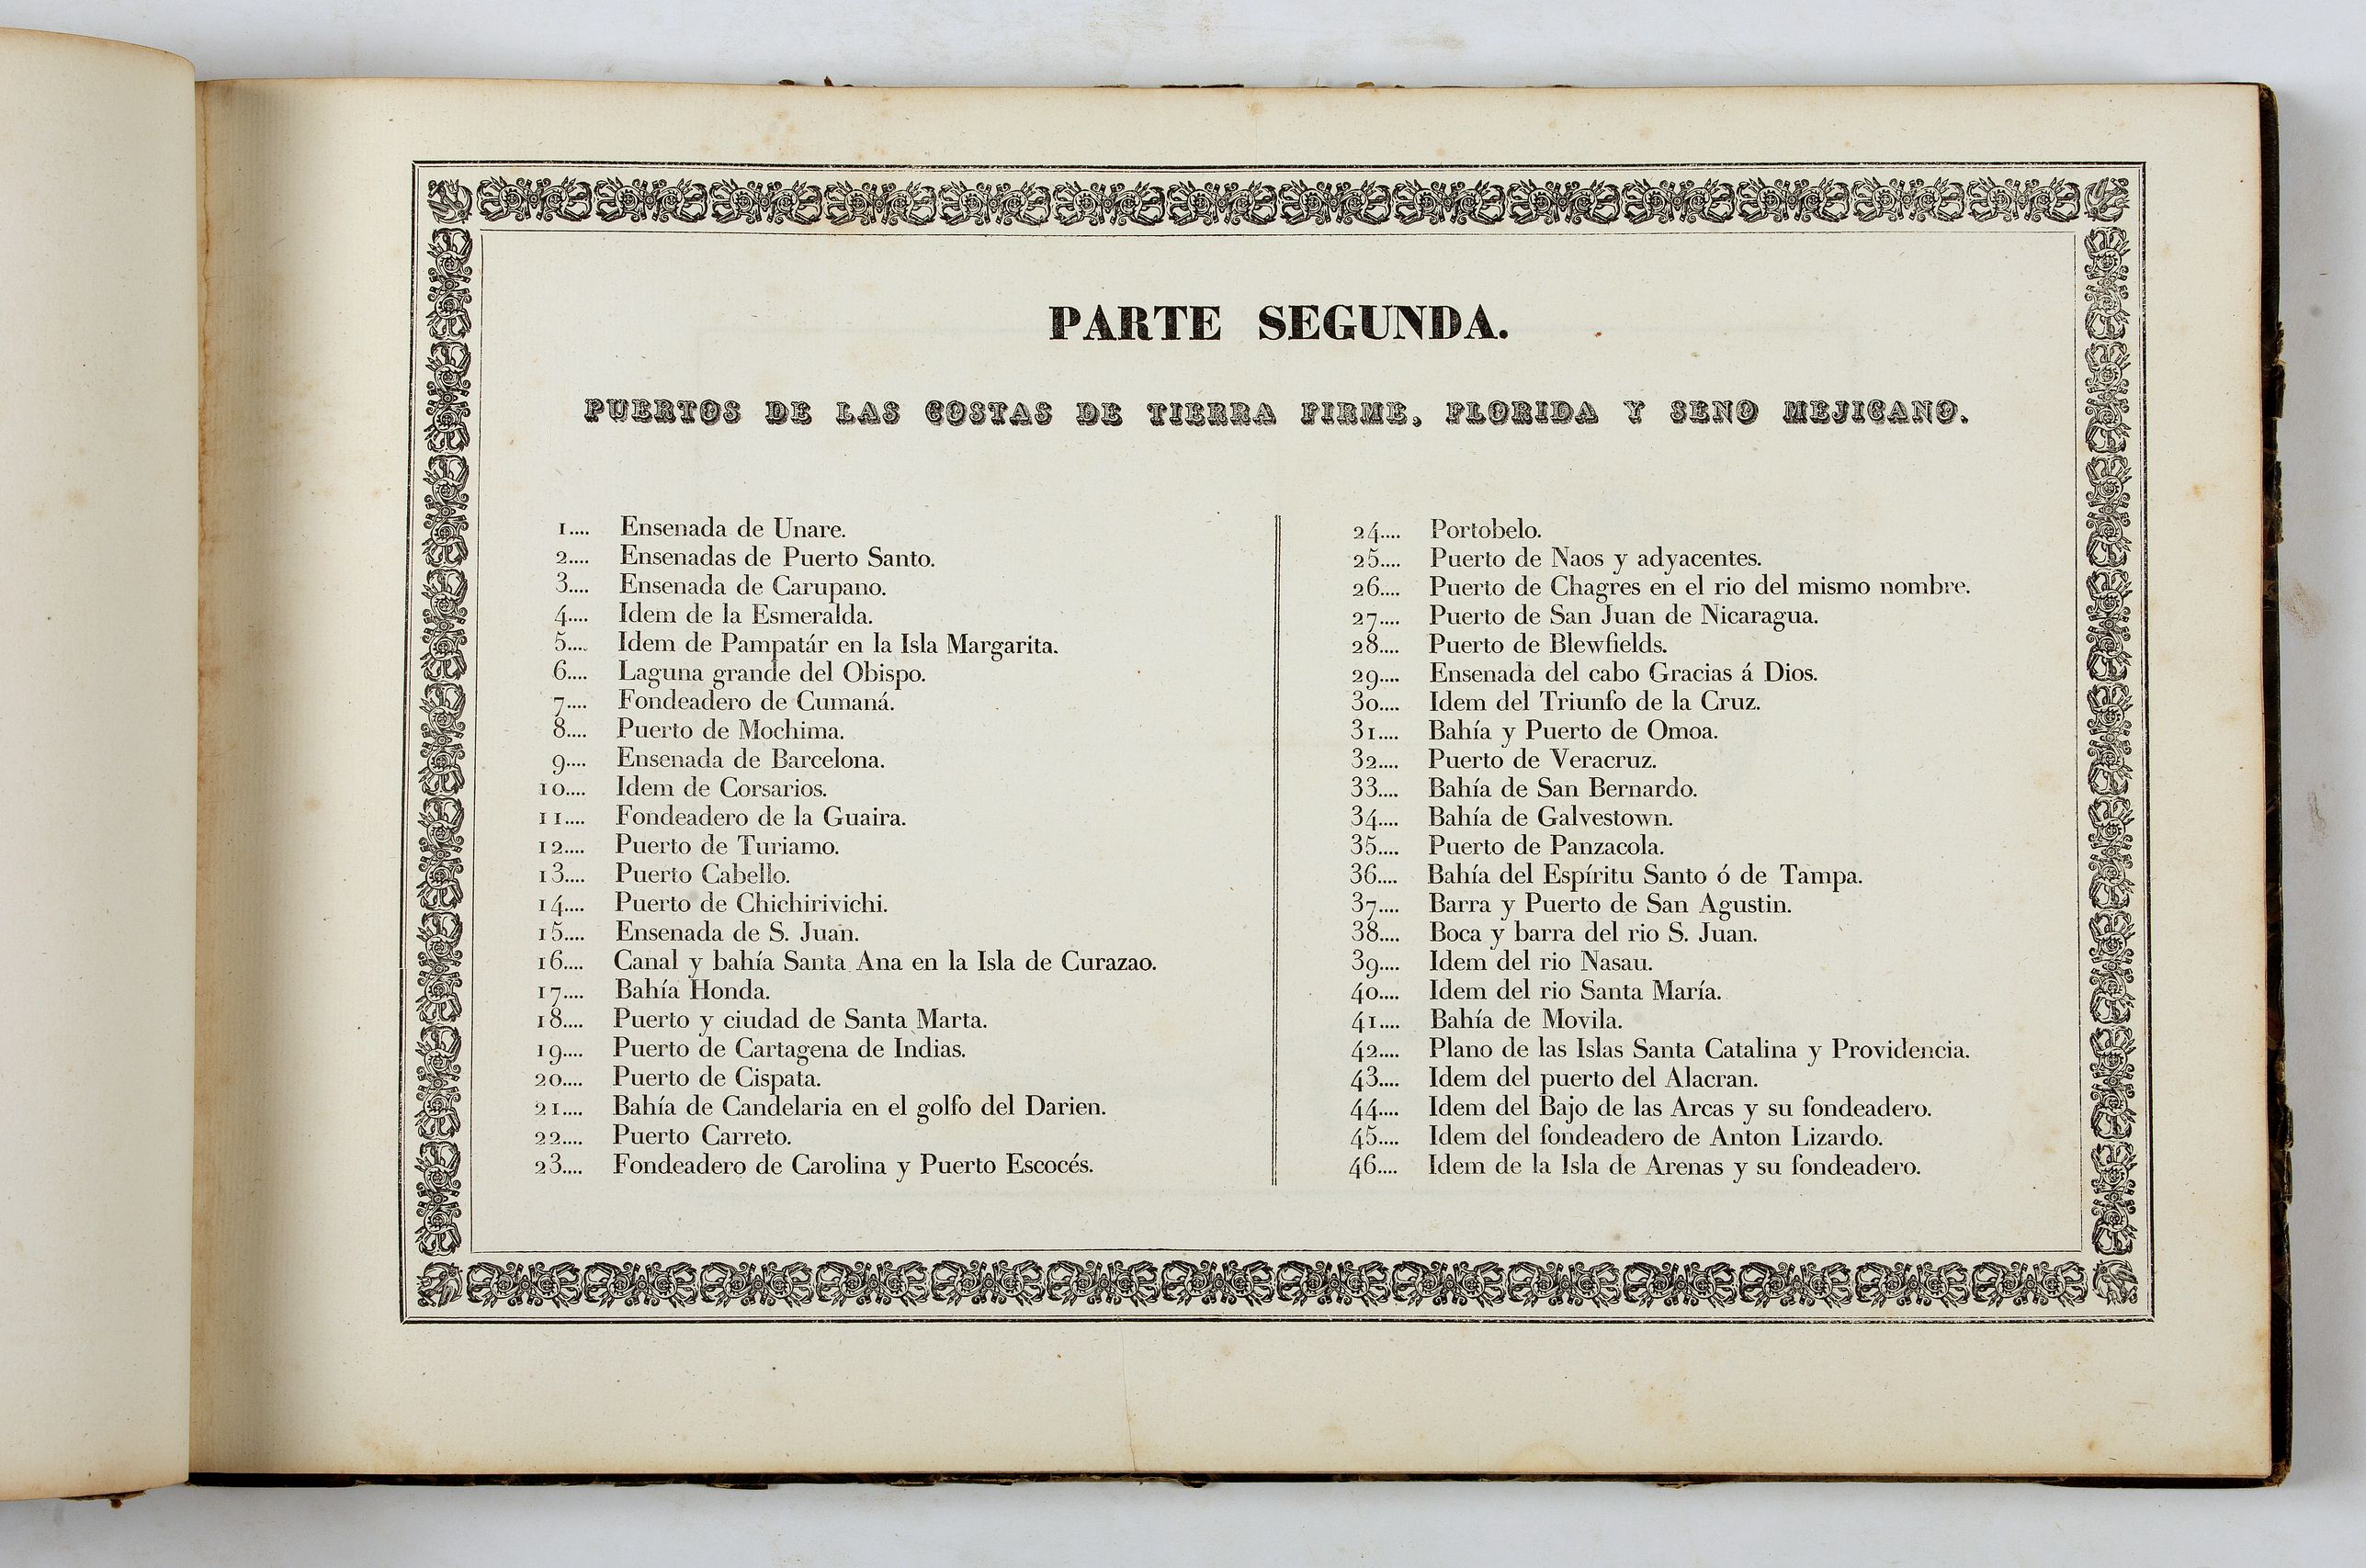 PARTE SEGUNDA.
PUERTOS DE LAS COSTAS DE TIERRA FIRME, FLORIDA Y SENO MEJICANO.
1.... Ensenada de Unare.
2.... Ensenadas de Puerto Santo.
3.... Ensenada de Carupano.
4.... Idem de la Esmeralda.
5.... Idem de Pampatár en la Isla Margarita.
6.... Laguna grande del Obispo.
7.... Fondeadero de Cumaná.
8.... Puerto de Mochima.
9.... Ensenada de Barcelona.
10.... Idem de Corsarios.
11.... Fondeadero de la Guaira.
12.... Puerto de Turiamo.
13.... Puerto Cabello.
14.... Puerto de Chichirivichi.
15.... Ensenada de S. Juan.
16.... Canal y bahía Santa Ana en la Isla de Curazao.
17.... Bahía Honda.
18.... Puerto y ciudad de Santa Marta.
19.... Puerto de Cartagena de Indias.
20.... Puerto de Cispata.
21.... Bahía de Candelaria en el golfo del Darien.
22.... Puerto Carreto.
23.... Fondeadero de Carolina y Puerto Escocés.
24.... Portobelo.
25.... Puerto de Naos y adyacentes.
26.... Puerto de Chagres en el rio del mismo nombre.
27.... Puerto de San Juan de Nicaragua.
28.... Puerto de Blewfields.
29.... Ensenada del cabo Gracias á Dios.
30.... Idem del Triunfo de la Cruz.
31.... Bahía y Puerto de Omoa.
32.... Puerto de Veracruz.
33.... Bahía de San Bernardo.
34.... Bahía de Galvestown.
35.... Puerto de Panzacola.
36.... Bahía del Espíritu Santo ó de Tampa.
37.... Barra y Puerto de San Agustin.
38.... Boca y barra del rio S. Juan.
39.... Idem del rio Nasau.
40.... Idem del rio Santa María.
41.... Bahía de Movila.
42.... Plano de las Islas Santa Catalina y Providencia.
43.... Idem del puerto del Alacran.
44.... Idem del Bajo de las Arcas y su fondeadero.
45.... Idem del fondeadero de Anton Lizardo.
46.... Idem de la Isla de Arenas y su fondeadero.